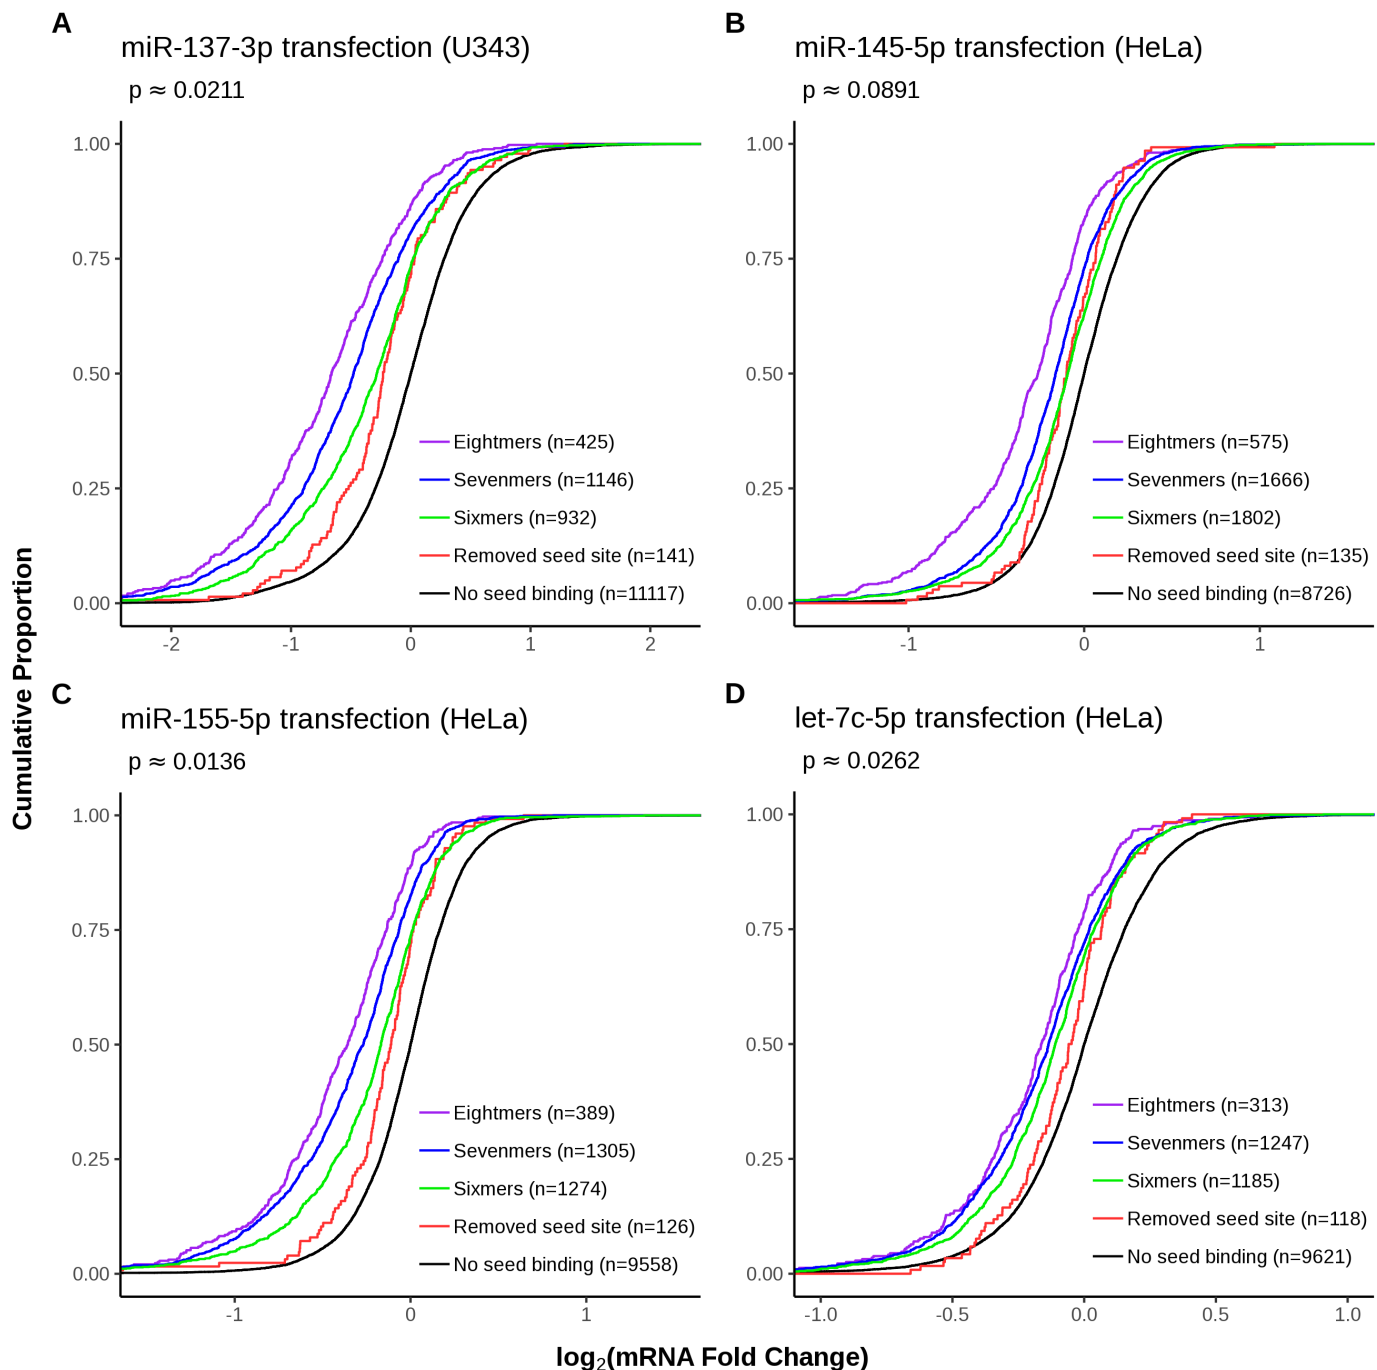 A
miR-137-3p transfection (U343)
p ≈ 0.0211
1.00
0.75
0.50
0.25
0.00
-2
-1
0
1
2
Eightmers (n=425)
Sevenmers (n=1146)
Sixmers (n=932)
Removed seed site (n=141)
No seed binding (n=11117)
B
miR-145-5p transfection (HeLa)
p ≈ 0.0891
1.00
0.75
0.50
0.25
0.00
-1
0
1
Eightmers (n=575)
Sevenmers (n=1666)
Sixmers (n=1802)
Removed seed site (n=135)
No seed binding (n=8726)
Cumulative Proportion
C
miR-155-5p transfection (HeLa)
p ≈ 0.0136
1.00
0.75
0.50
0.25
0.00
-1
0
1
Eightmers (n=389)
Sevenmers (n=1305)
Sixmers (n=1274)
Removed seed site (n=126)
No seed binding (n=9558)
D
let-7c-5p transfection (HeLa)
p ≈ 0.0262
1.00
0.75
0.50
0.25
0.00
-1.0
-0.5
0.0
0.5
1.0
Eightmers (n=313)
Sevenmers (n=1247)
Sixmers (n=1185)
Removed seed site (n=118)
No seed binding (n=9621)
log₂(mRNA Fold Change)